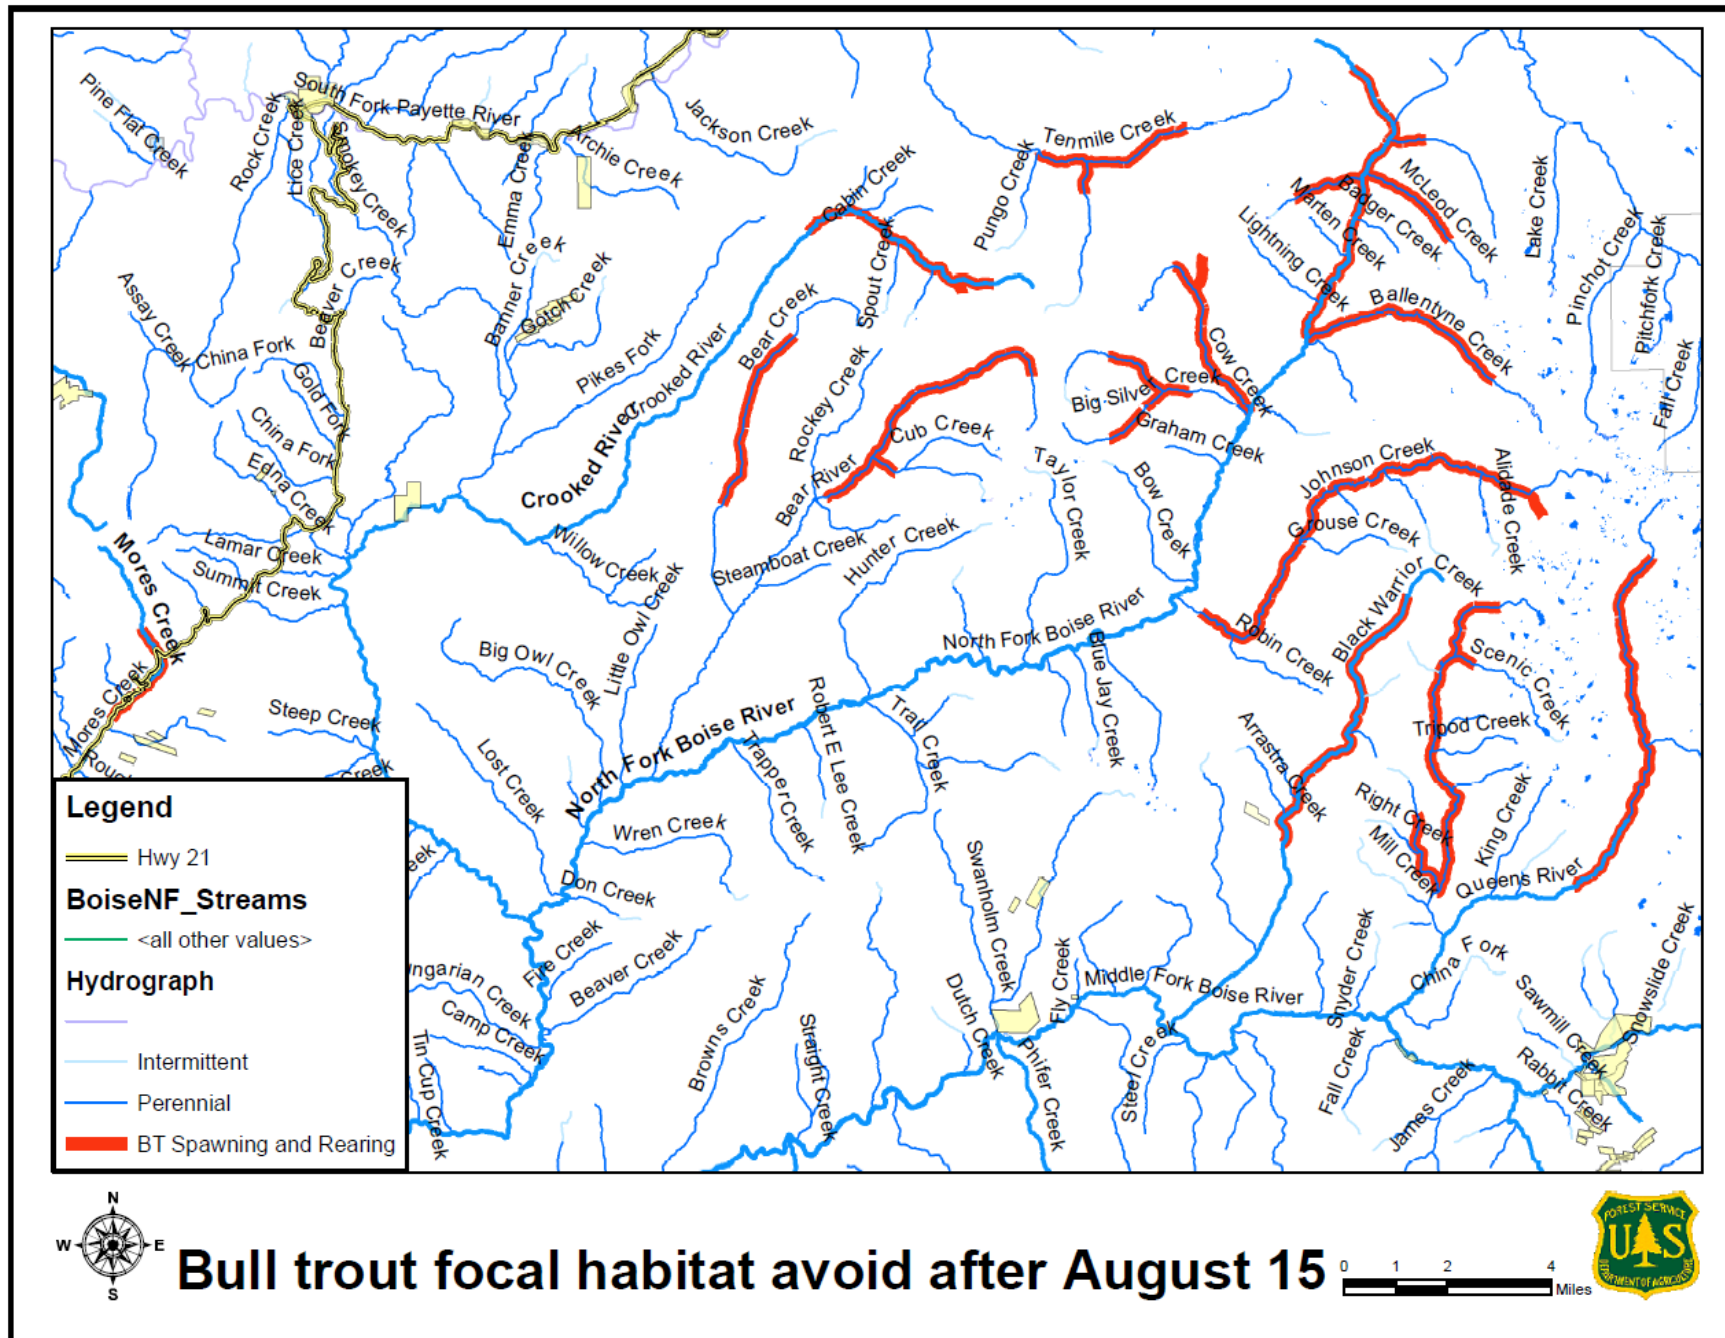 Pine Flat Creek
South Fork Payette River
Rock Creek
Lice Creek
Smokey Creek
Emma Creek
Archie Creek
Jackson Creek
Cabin Creek
Pungo Creek
Tenmile Creek
McLeod Creek
Badger Creek
Marten Creek
Lightning Creek
Lake Creek
Pinchot Creek
Pitchfork Creek
Fall Creek
Assay Creek
Beaver Creek
Banner Creek
Gotch Creek
Spout Creek
Bear Creek
Ballentyne Creek
China Fork
Gold Fork
Pikes Fork
Crooked River
Crooked River
Rockey Creek
Cow Creek
Big Silver Creek
Graham Creek
China Fork
Edna Creek
Cub Creek
Bear River
Taylor Creek
Bow Creek
Johnson Creek
Alidade Creek
Grouse Creek
Mores Creek
Lamar Creek
Summit Creek
Willow Creek
Steamboat Creek
Hunter Creek
Black Warrior Creek
Little Owl Creek
Big Owl Creek
North Fork Boise River
Blue Jay Creek
Robin Creek
Scenic Creek
Mores Creek
Steep Creek
Creek
Lost Creek
North Fork Boise River
Robert E Lee Creek
Trapper Creek
Trail Creek
Arrastra Creek
Tripod Creek
Right Creek
Mill Creek
King Creek
Queens River
Wren Creek
Don Creek
eek
Swanholm Creek
ngarian Creek
Fire Creek
Beaver Creek
Camp Creek
Tin Cup Creek
Browns Creek
Straight Creek
Dutch Creek
Fly Creek
Middle Fork Boise River
Phifer Creek
Steel Creek
Snyder Creek
Fall Creek
China Fork
James Creek
Sawmill Creek
Rabbit Creek
Snowslide Creek
Legend
Hwy 21
BoiseNF_Streams
<all other values>
Hydrograph
Intermittent
Perennial
BT Spawning and Rearing
N
W E
S
Bull trout focal habitat avoid after August 15
0 1 2 4
Miles
FOREST SERVICE
U S
DEPARTMENT OF AGRICULTURE